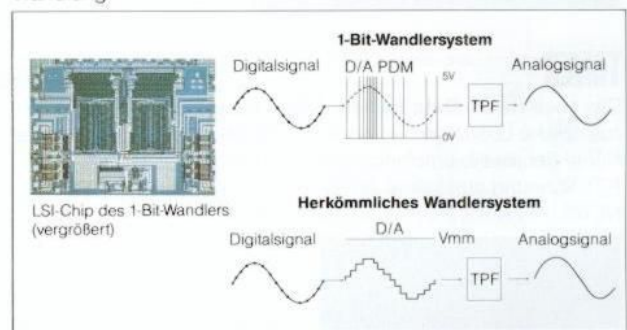 1-Bit-Wandlersystem
Digitalsignal D/A PDM Analogsignal
5V
TPF
0V
LSI-Chip des 1-Bit-Wandlers
(vergrößert)
Herkömmliches Wandlersystem
Digitalsignal D/A Vmm Analogsignal
TPF